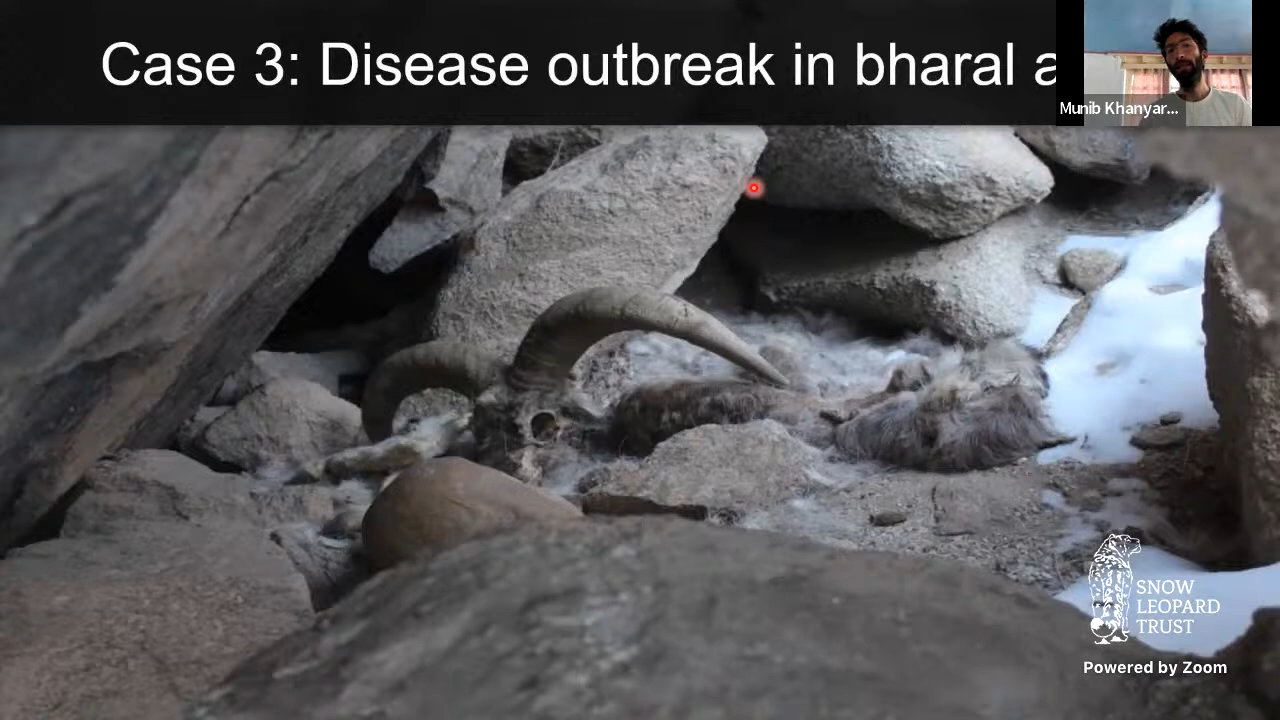 Case 3: Disease outbreak in bharal a
Munib Khanyar...
SNOW
LEOPARD
TRUST
Powered by Zoom